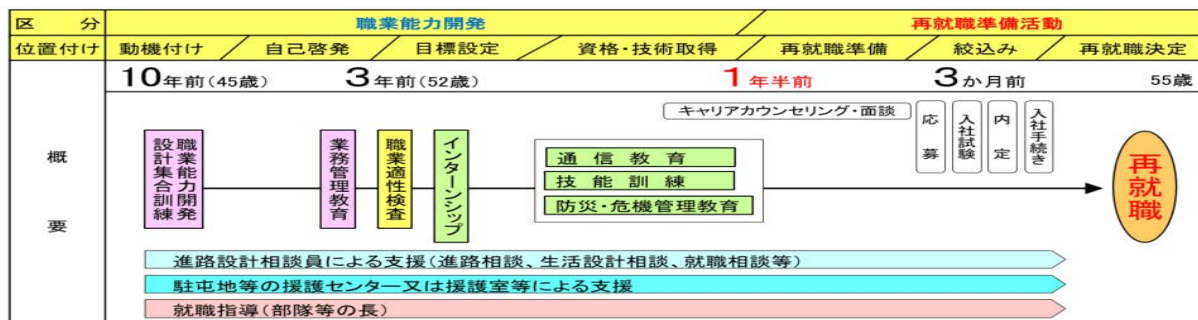 区 分
職業能力開発
再就職準備活動
位置付け
動機付け
自己啓発
目標設定
資格・技術取得
再就職準備
絞込み
再就職決定
10年前(45歳)
3年前(52歳)
1年半前
3か月前
55歳
概要
キャリアカウンセリング・面談
職業能力開発
設計集合訓練
業務管理教育
職業適性検査
インターンシップ
通信教育
技能訓練
防災・危機管理教育
応募
入社試験
内定
入社手続き
再就職
進路設計相談員による支援(進路相談、生活設計相談、就職相談等)
駐屯地等の援護センター又は援護室等による支援
就職指導(部隊等の長)